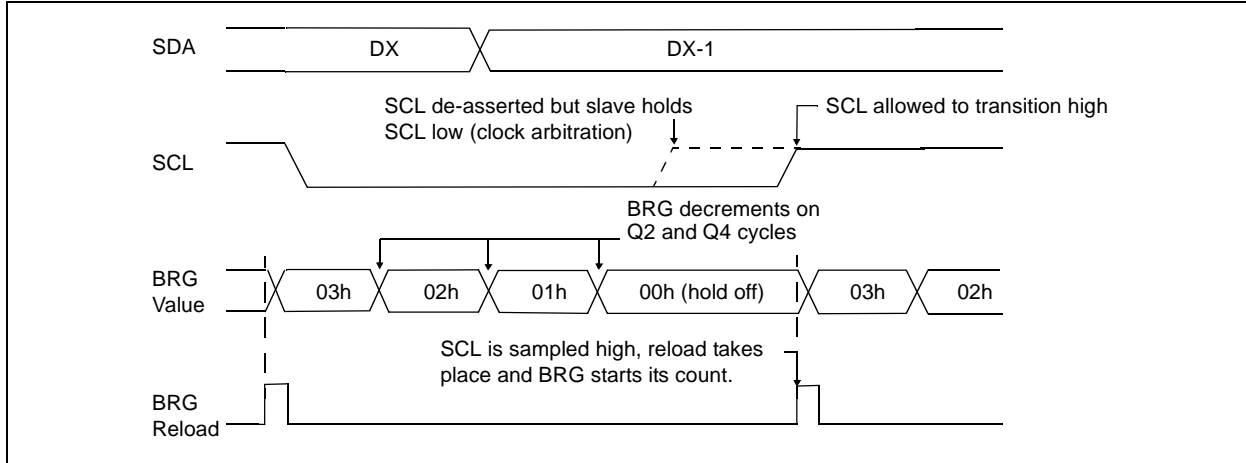 SDA
DX
DX-1
SCL de-asserted but slave holds
SCL low (clock arbitration)
SCL allowed to transition high
SCL
BRG decrements on
Q2 and Q4 cycles
BRG
Value
03h
02h
01h
00h (hold off)
03h
02h
SCL is sampled high, reload takes
place and BRG starts its count.
BRG
Reload